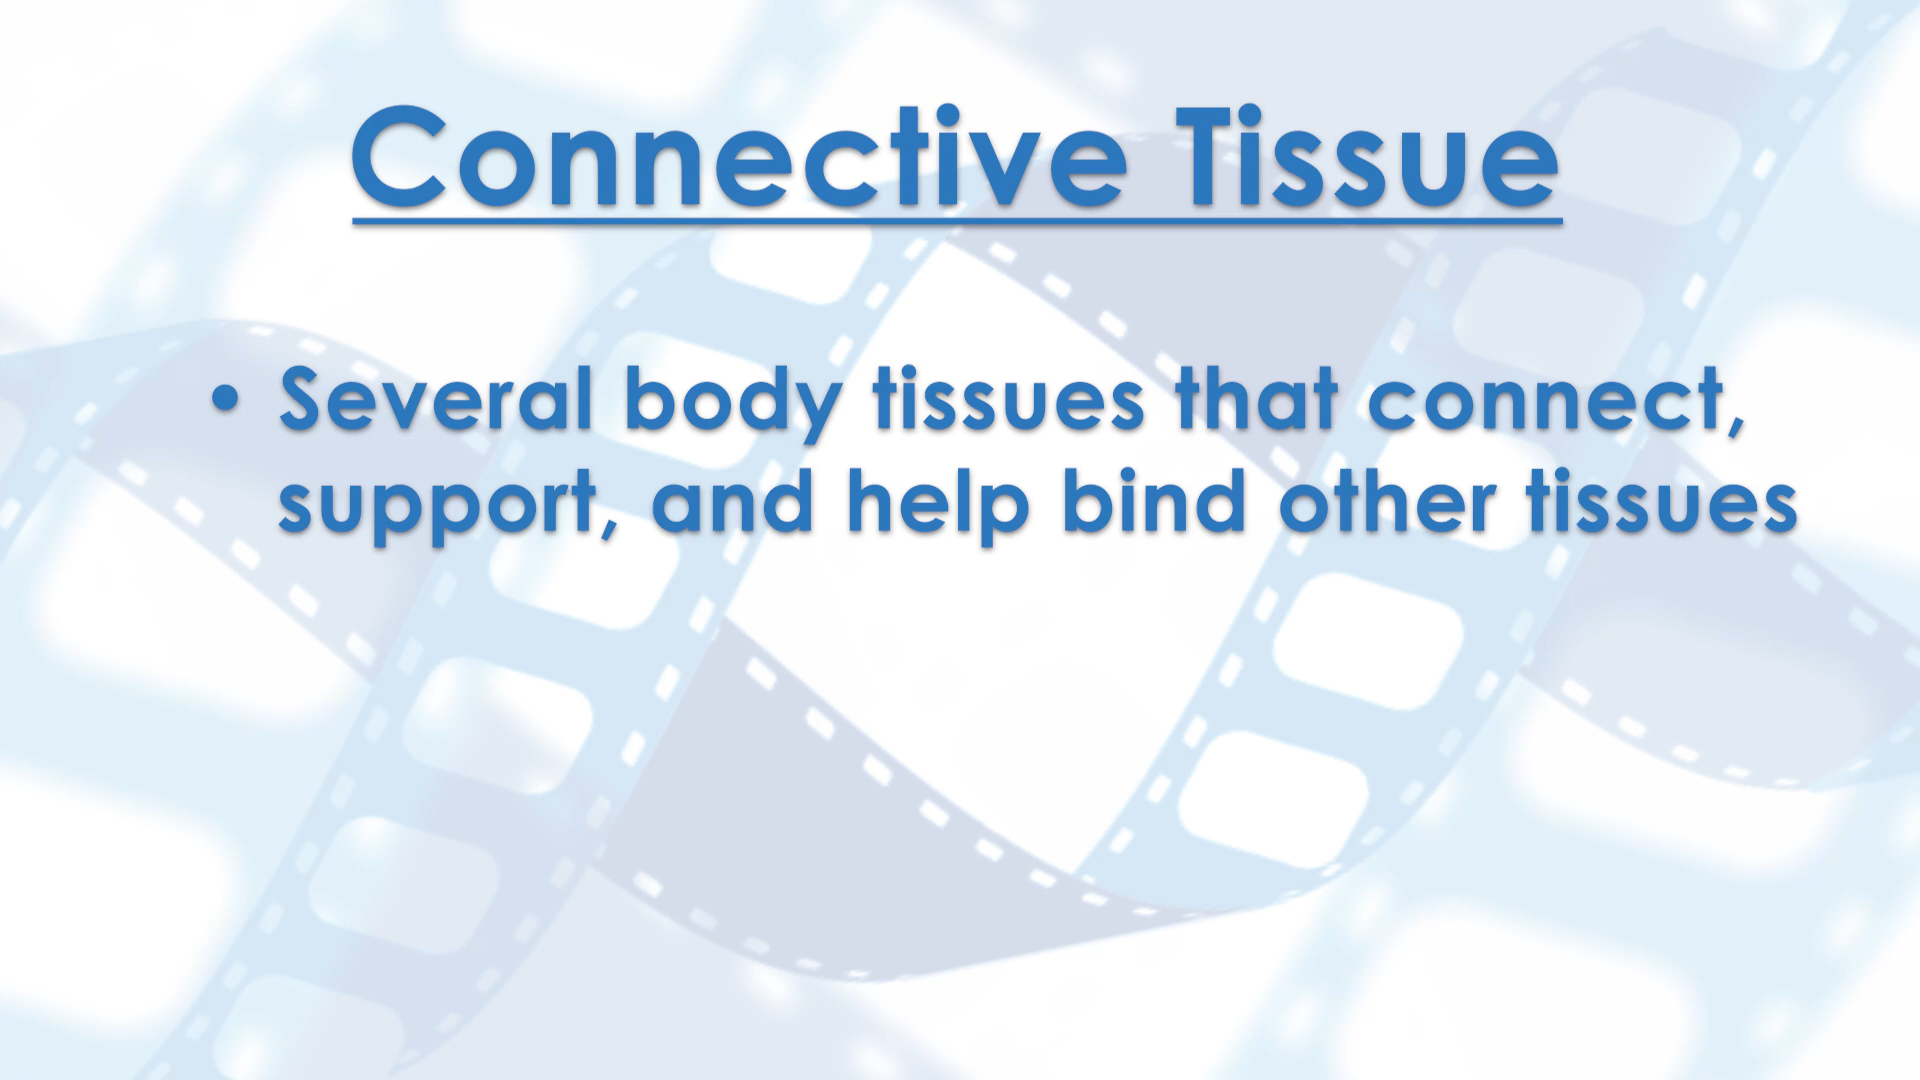 Connective Tissue
• Several body tissues that connect,
support, and help bind other tissues